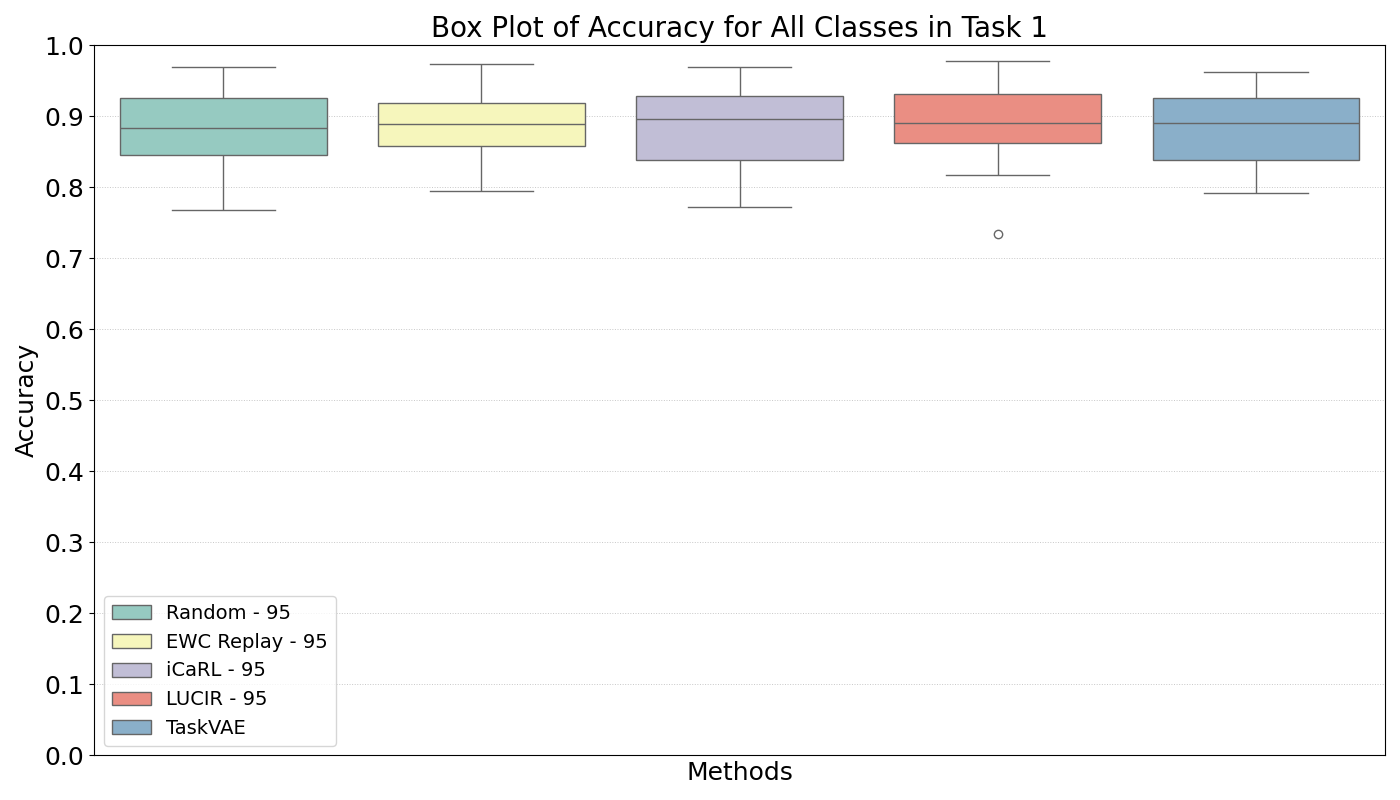 Box Plot of Accuracy for All Classes in Task 1
1.0
0.9
0.8
0.7
0.6
0.5
0.4
0.3
0.2
0.1
0.0
Accuracy
Random - 95
EWC Replay - 95
iCaRL - 95
LUCIR - 95
TaskVAE
Methods